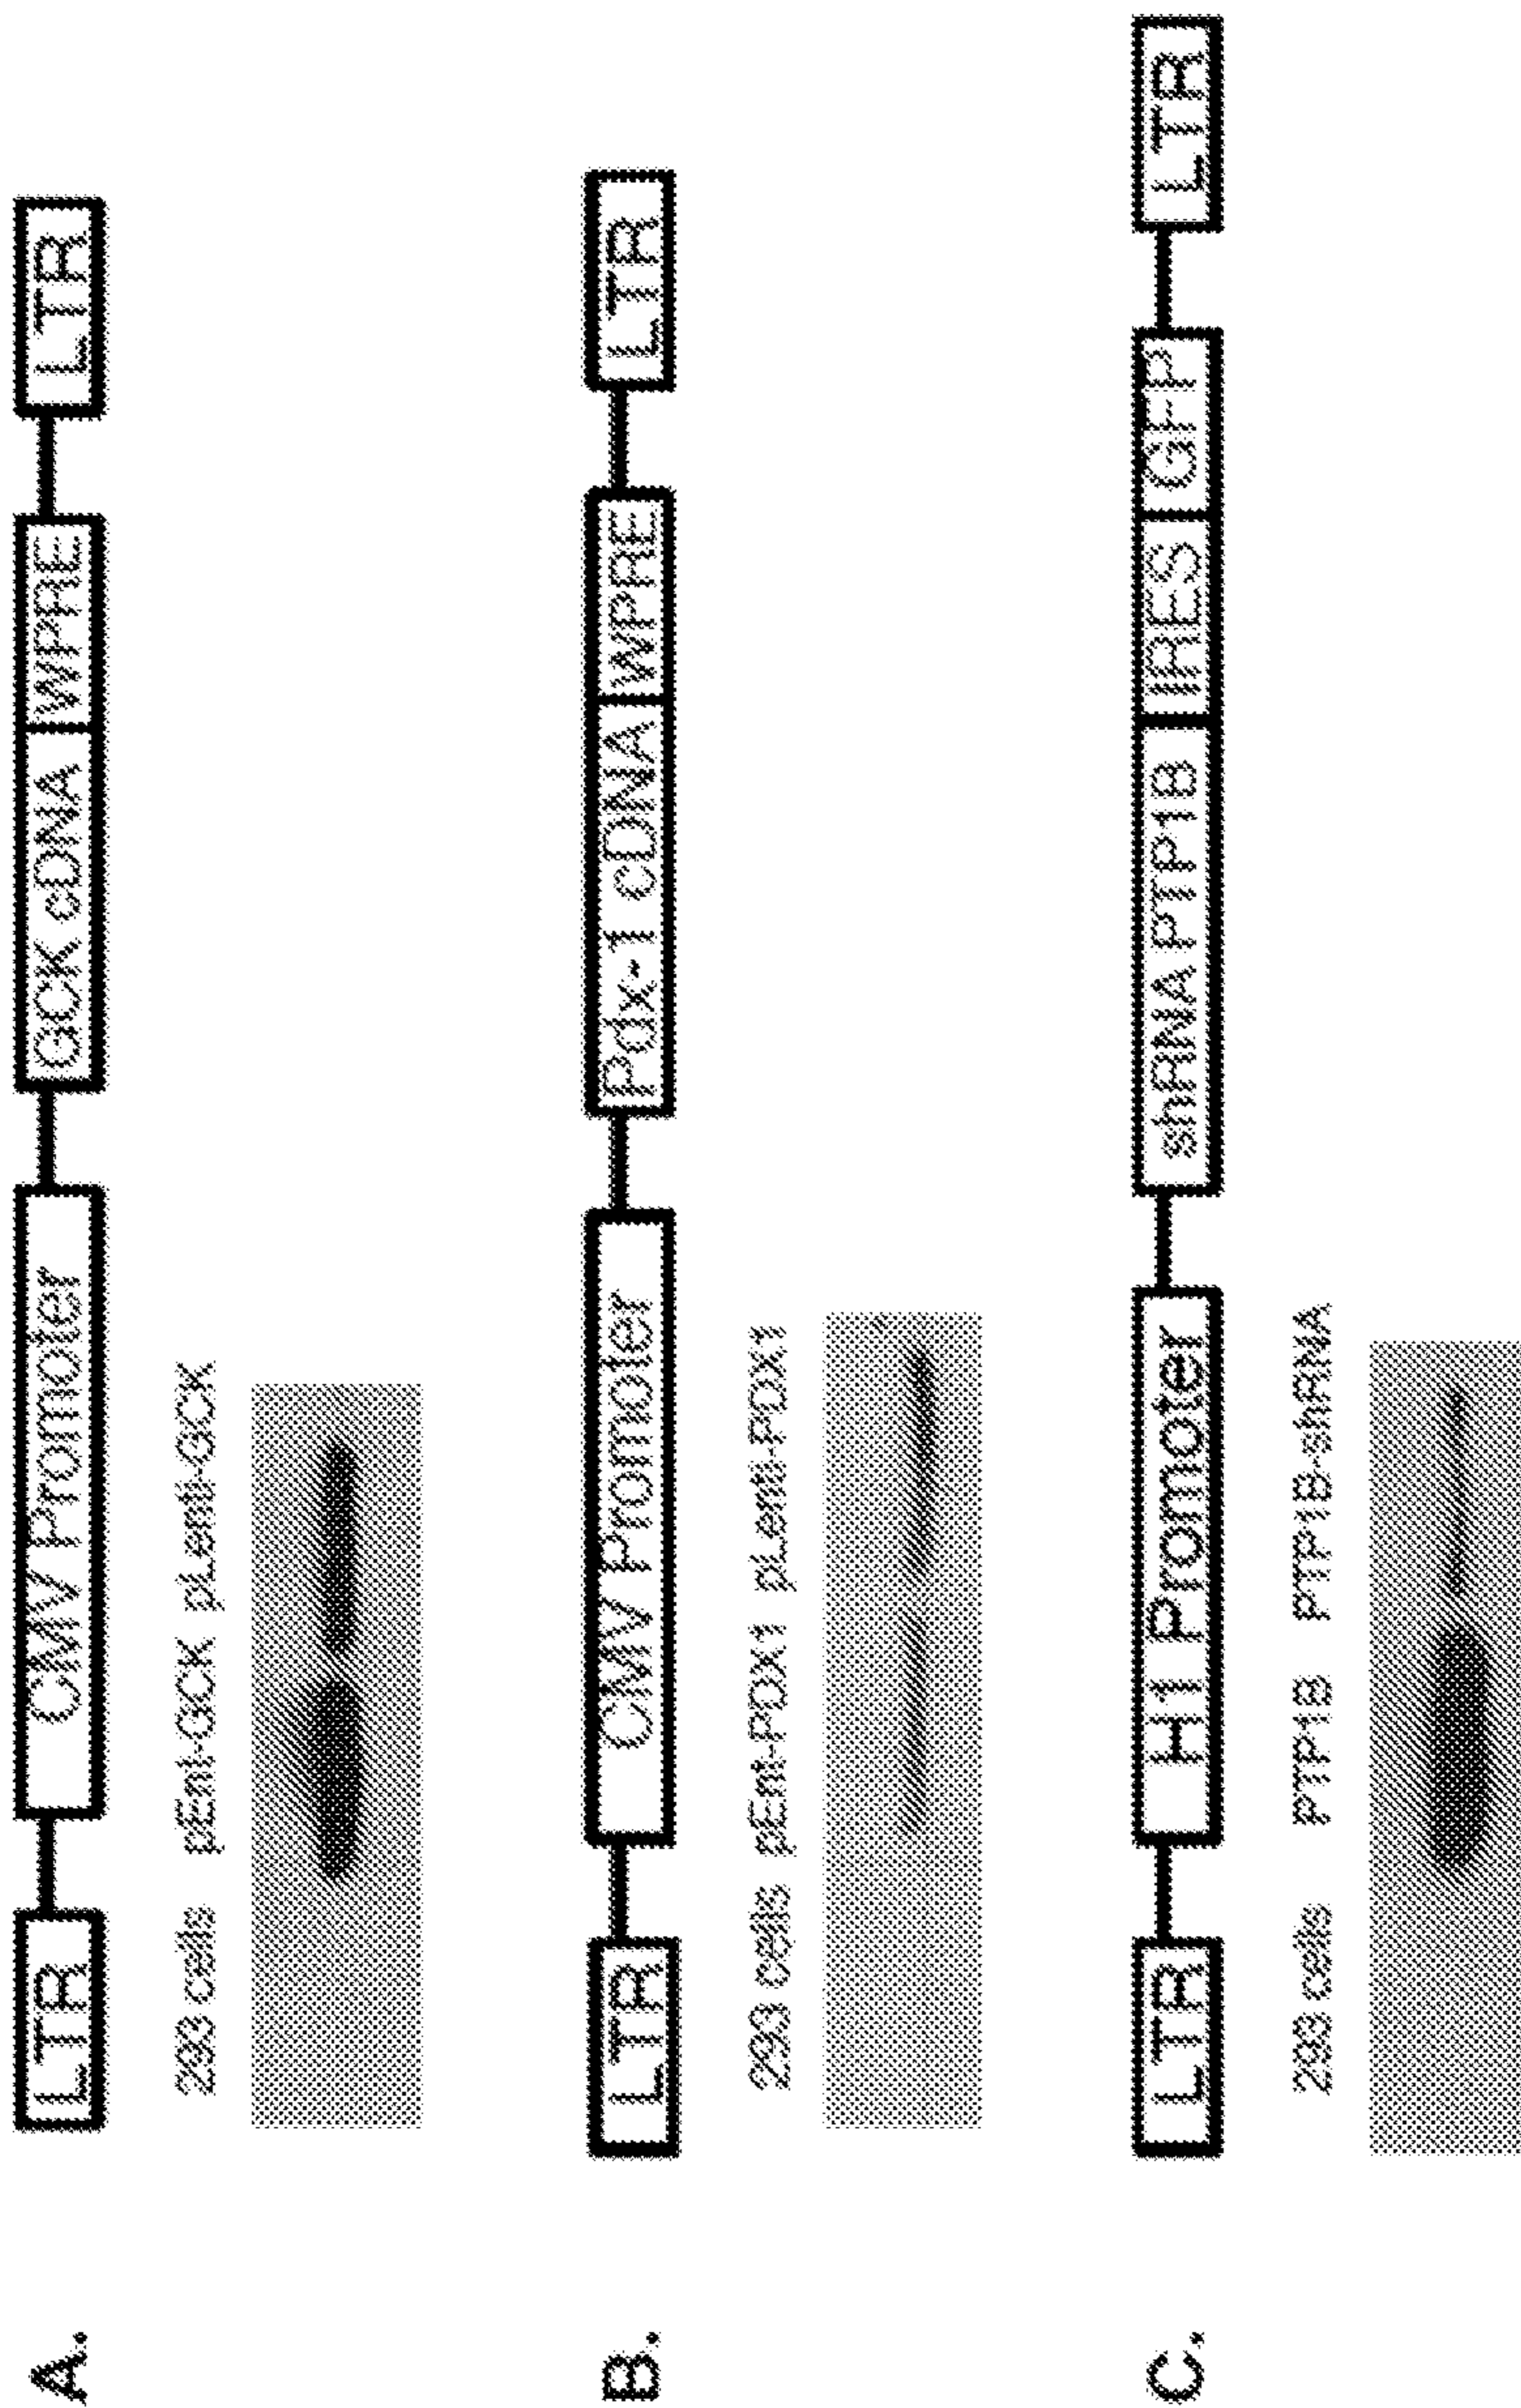 A.
LTR CMV Promoter GCK cDNA WPRE LTR
293 cells pEnt-GCK pLenti-GCK
B.
LTR CMV Promoter Pdx-1 cDNA WPRE LTR
293 cells pEnt-PDX1 pLenti-PDX1
C.
LTR H1 Promoter shRNA PTP1B IRES GFP LTR
293 cells PTP1B PTP1B-shRNA